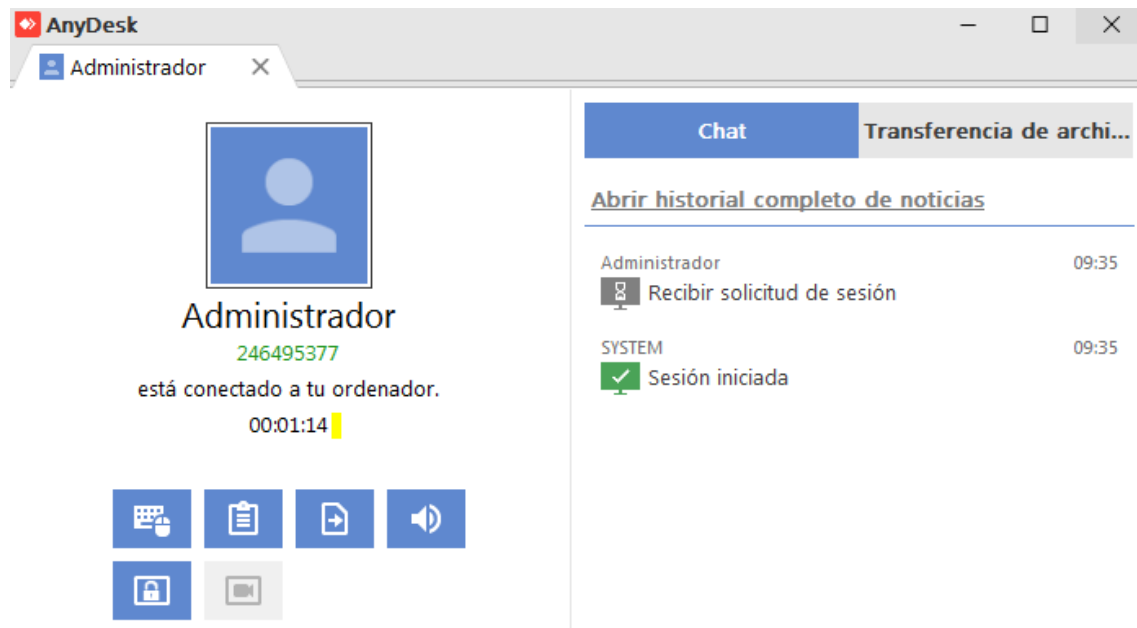 AnyDesk
Administrador
Chat
Transferencia de archi...
Abrir historial completo de noticias
Administrador 09:35
Recibir solicitud de sesión
SYSTEM 09:35
Sesión iniciada
Administrador
246495377
está conectado a tu ordenador.
00:01:14